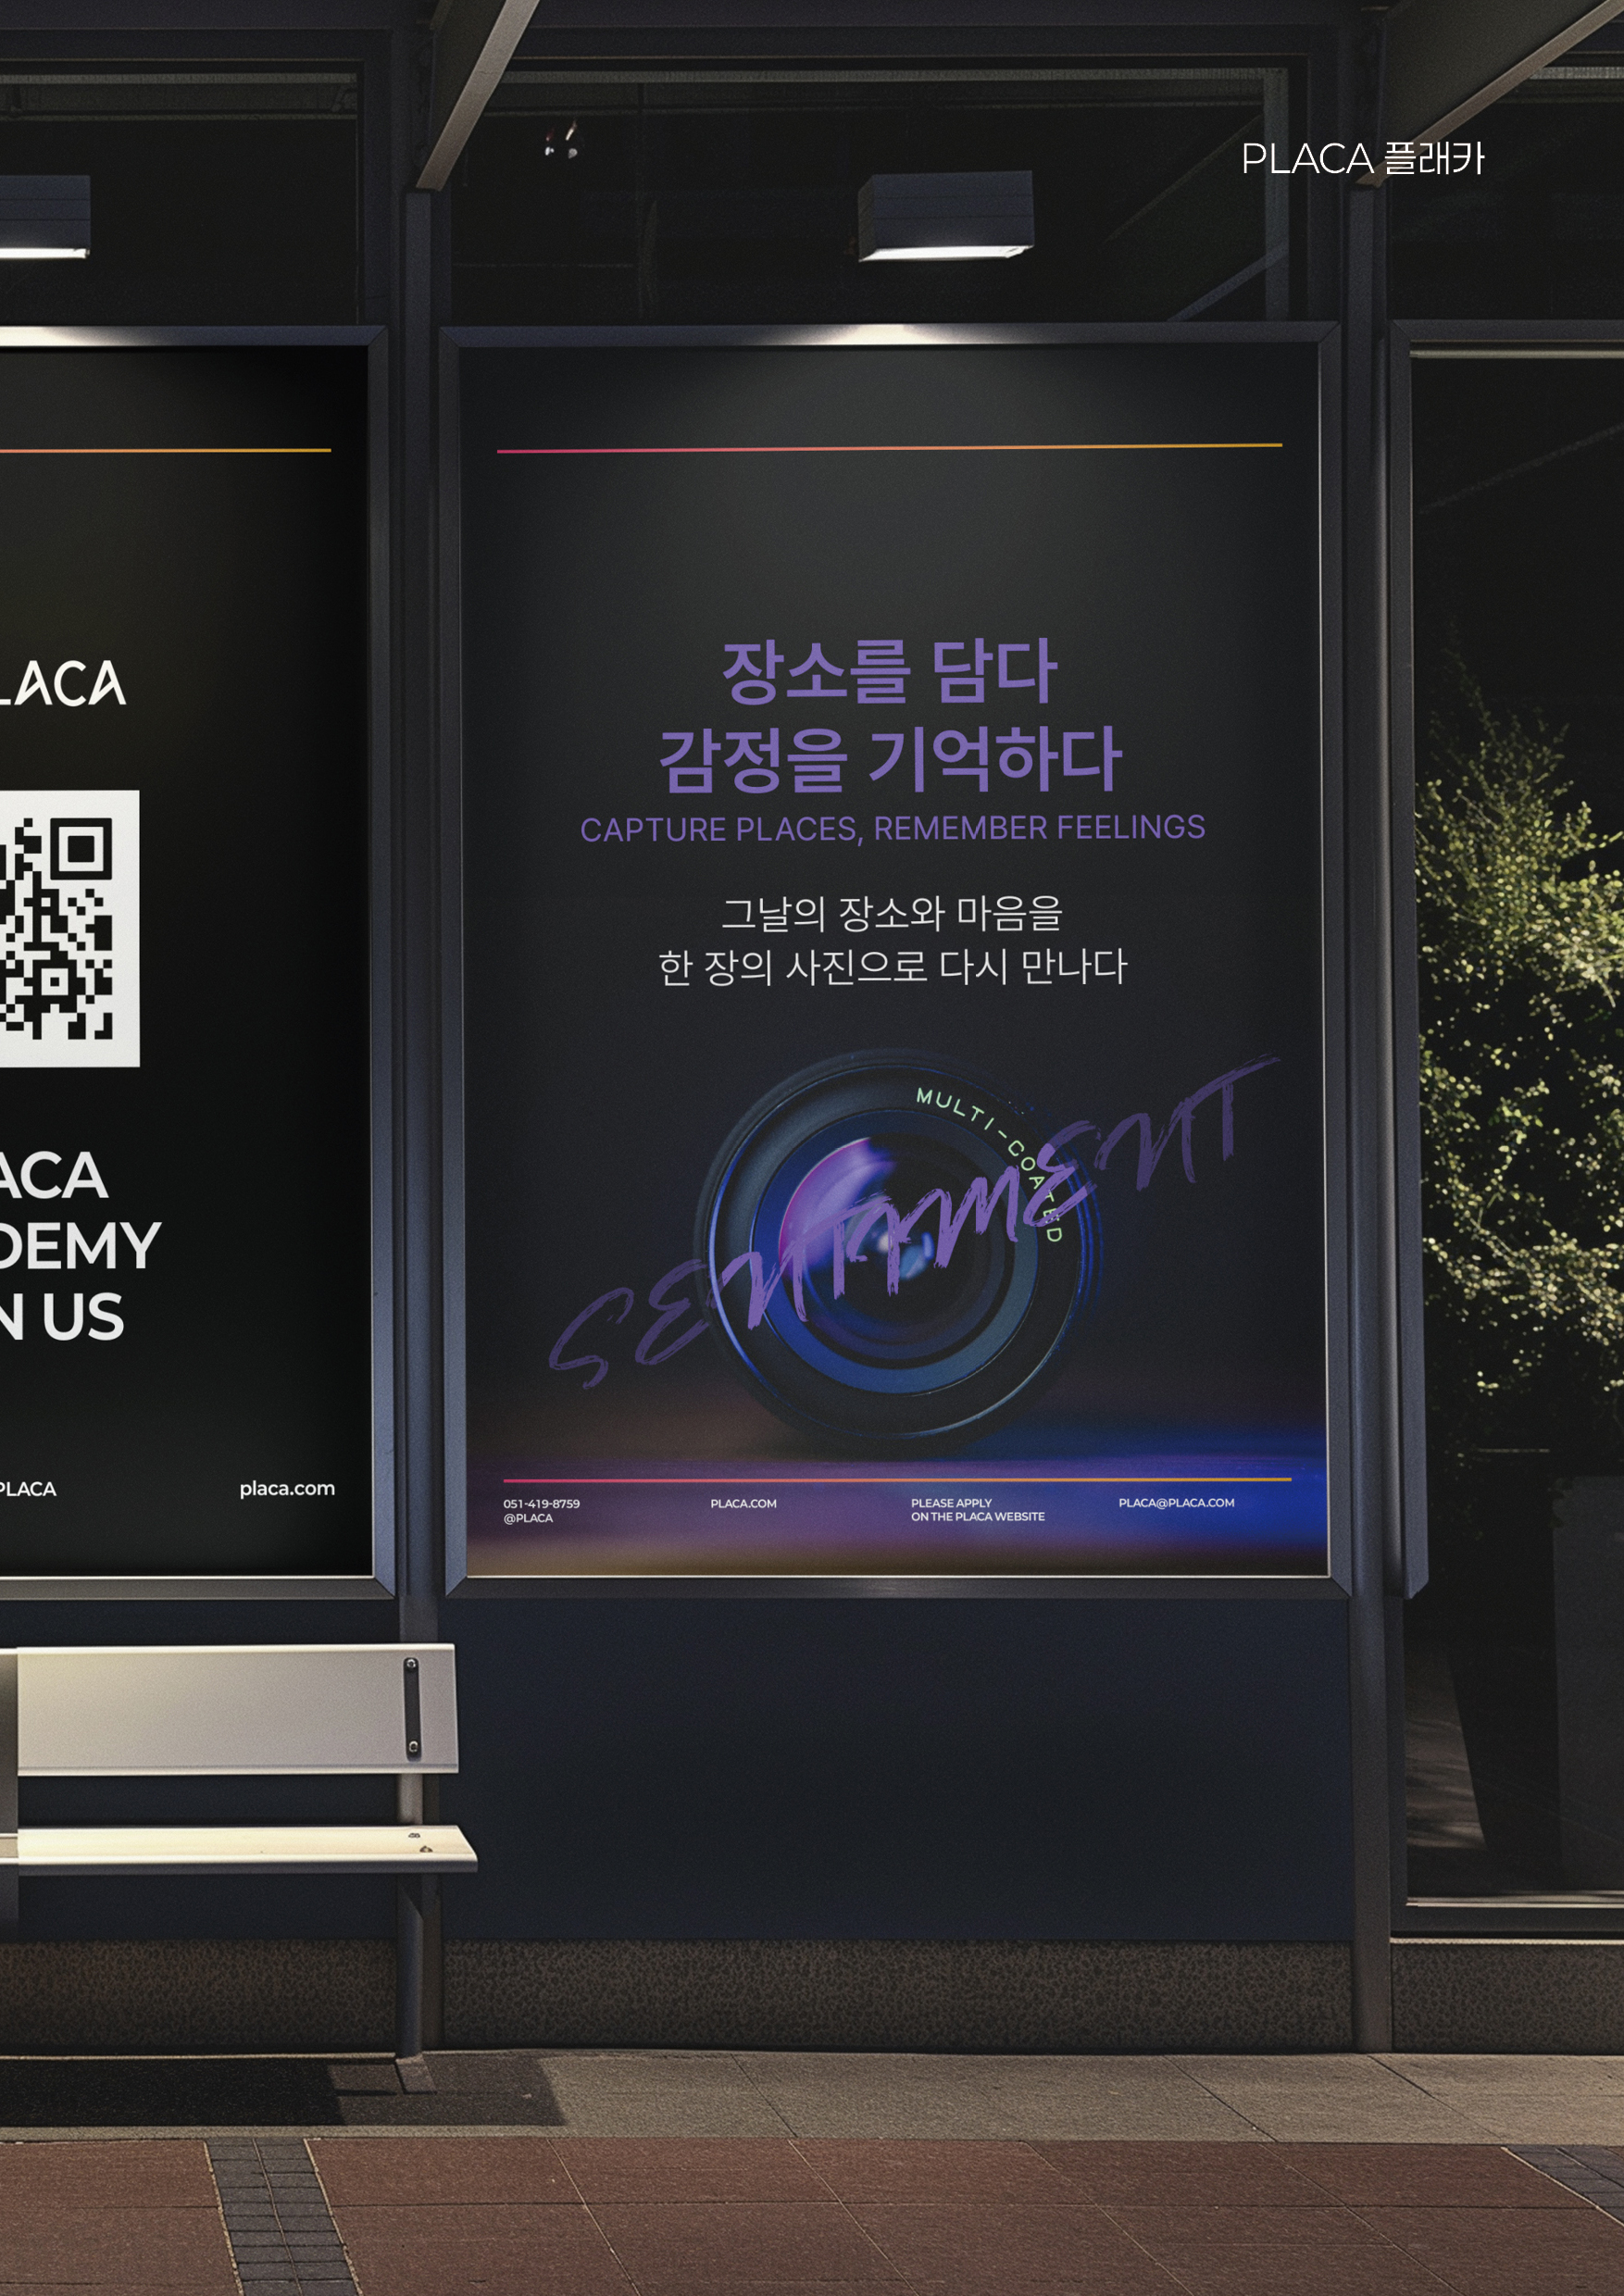 PLACA 플래카
LACA
ACA
DEMY
N US
PLACA
placa.com
장소를 담다
감정을 기억하다
CAPTURE PLACES, REMEMBER FEELINGS
그날의 장소와 마음을
한 장의 사진으로 다시 만나다
MULTI-COATED
SENTIMENT
051-419-8759
@PLACA
PLACA.COM
PLEASE APPLY
ON THE PLACA WEBSITE
PLACA@PLACA.COM